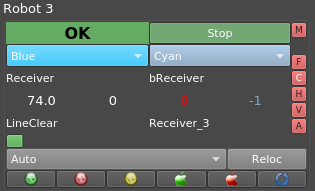 Robot 3
OK Stop M
Blue Cyan F
Receiver bReceiver C
74.0 0 0 -1 H
V
LineClear Receiver_3 A
Auto Reloc